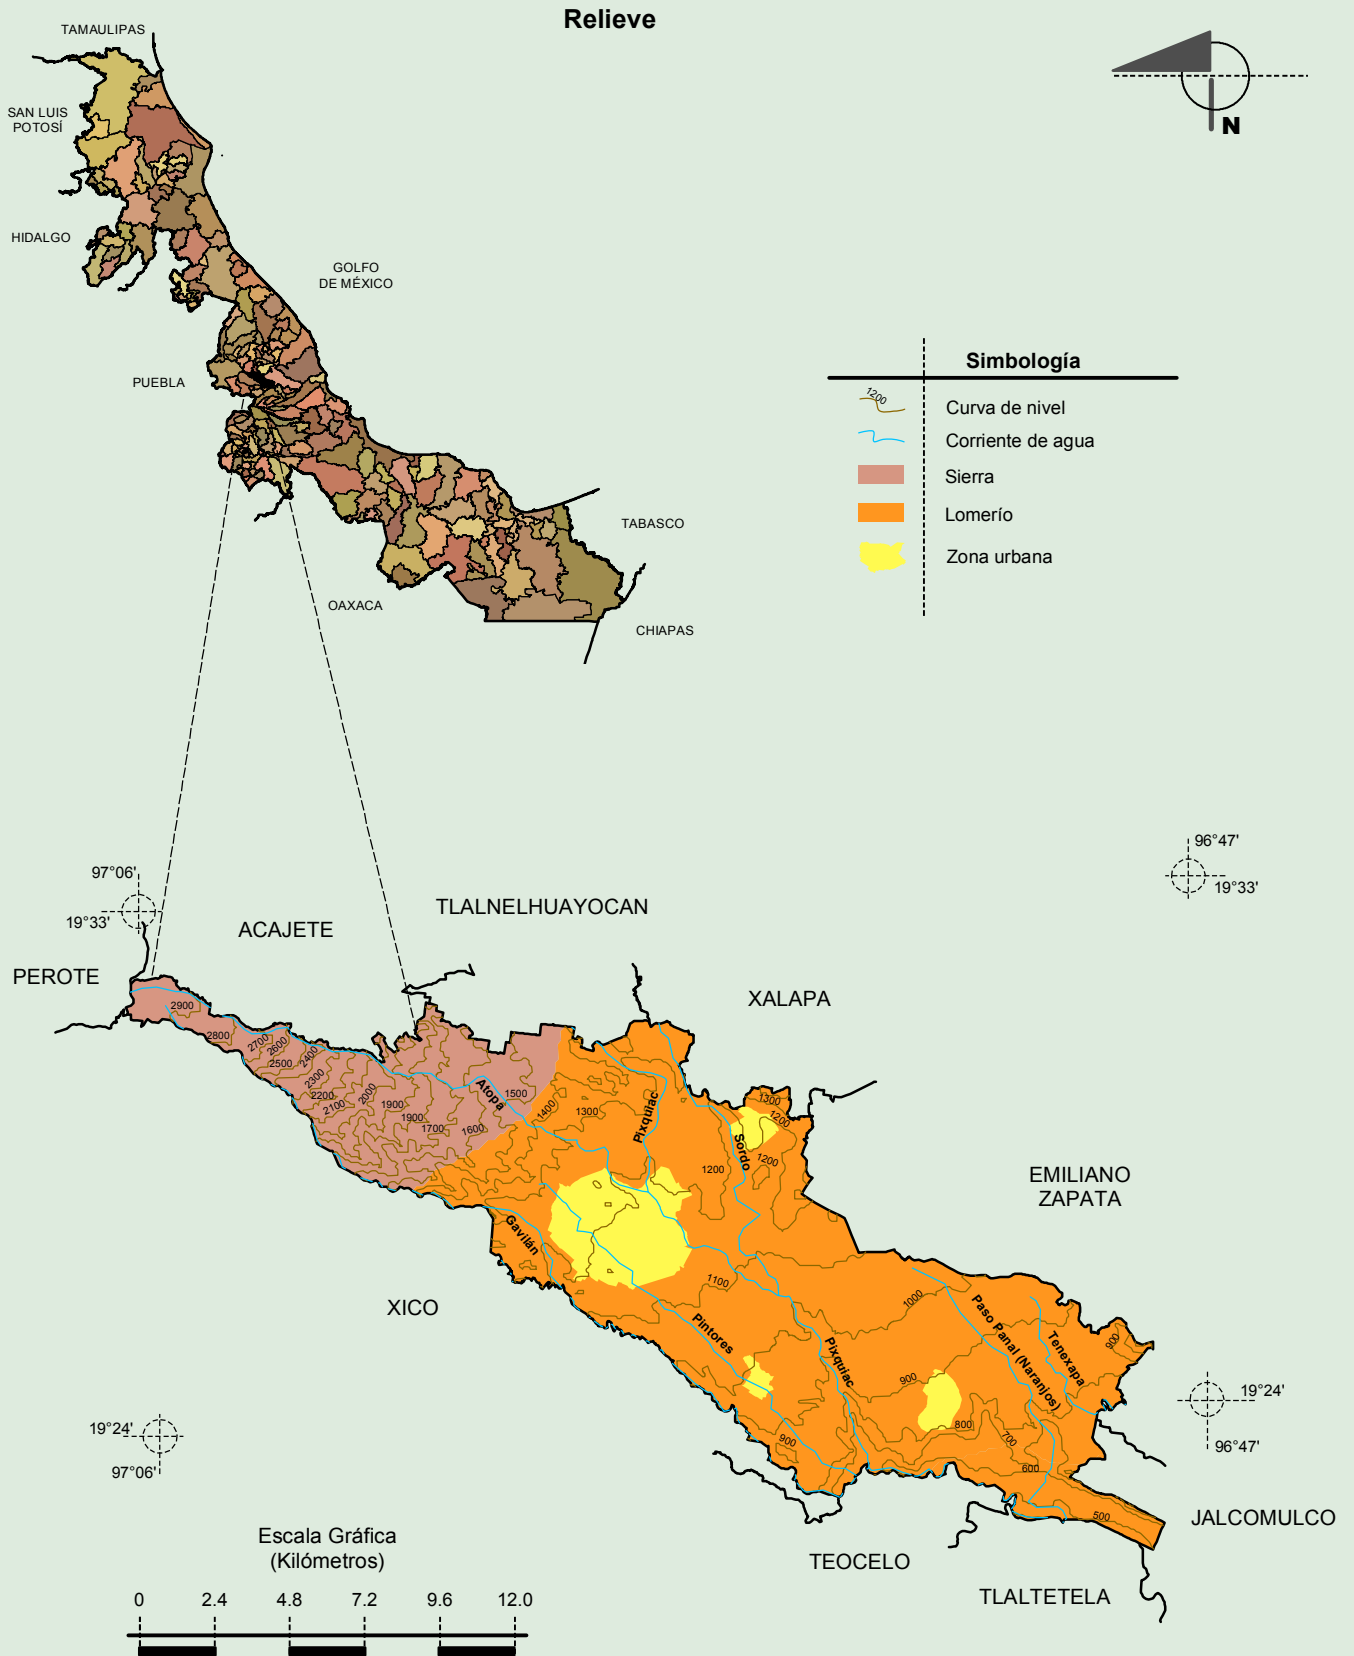 Relieve
TAMAULIPAS
SAN LUIS
POTOSÍ
HIDALGO
GOLFO
DE MÉXICO
PUEBLA
TABASCO
OAXACA
CHIAPAS
N
Simbología
1200
Curva de nivel
Corriente de agua
Sierra
Lomerío
Zona urbana
97°06'
19°33'
96°47'
19°33'
ACAJETE
TLALNELHUAYOCAN
PEROTE
XALAPA
EMILIANO
ZAPATA
XICO
JALCOMULCO
TEOCELO
TLALTETELA
2900
2800
2700
2600
2500
2400
2300
2200
2100
2000
1900
1900
1700
1600
1500
1400
1300
1300
1200
1200
1200
1100
1000
900
900
900
800
700
600
500
Atopa
Pixquiac
Sordo
Gavilán
Pintores
Pixquiac
Paso Panal (Naranjos)
Tenexapa
19°24'
97°06'
19°24'
96°47'
Escala Gráfica
(Kilómetros)
0 2.4 4.8 7.2 9.6 12.0